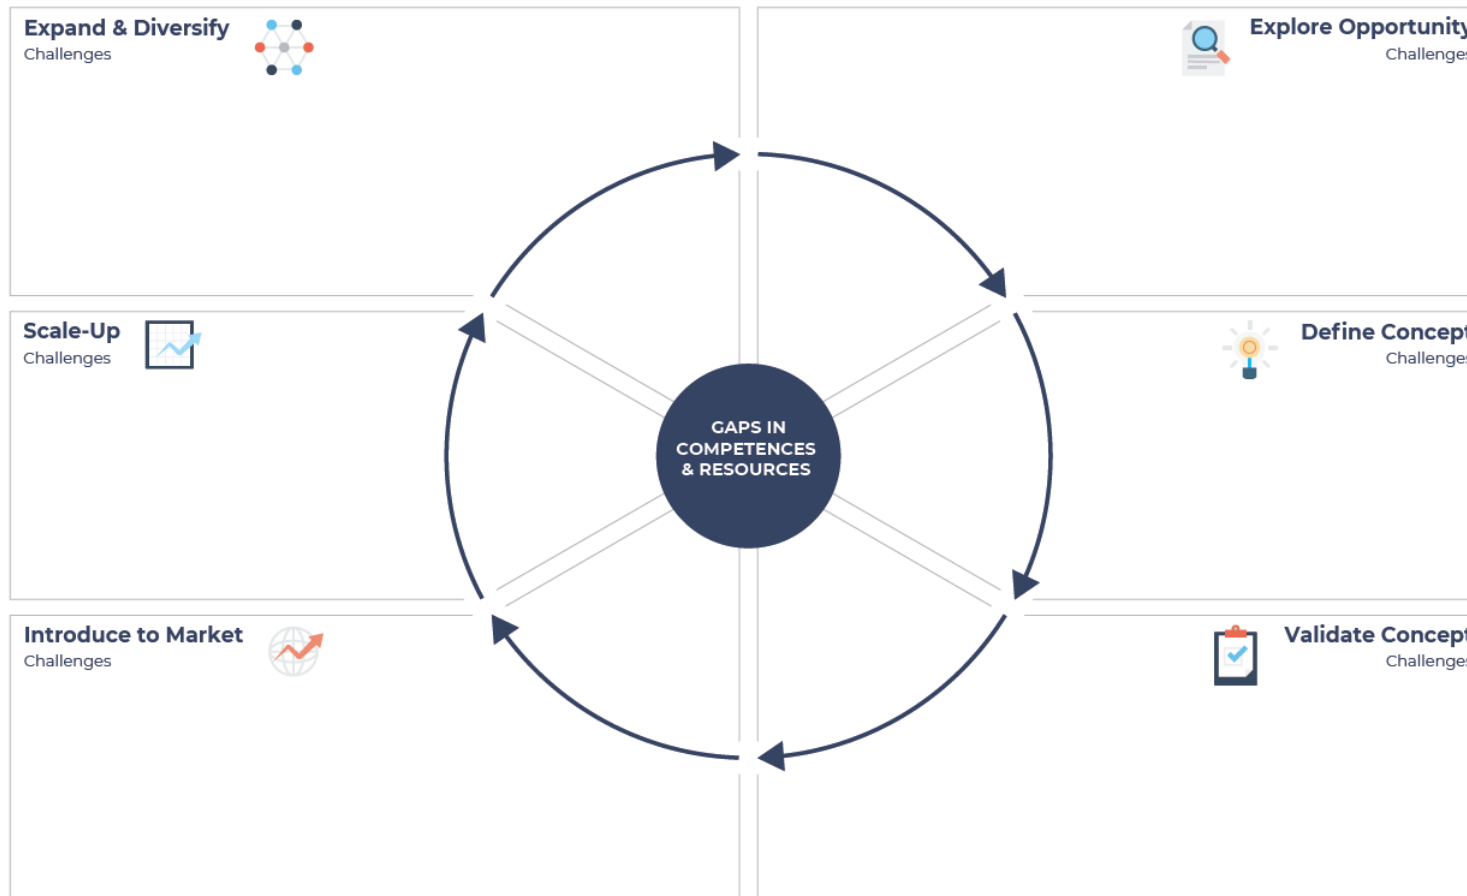 Expand & Diversify
Challenges
Explore Opportunity
Challenges
Scale-Up
Challenges
Define Concept
Challenges
GAPS IN
COMPETENCES
& RESOURCES
Introduce to Market
Challenges
Validate Concept
Challenges